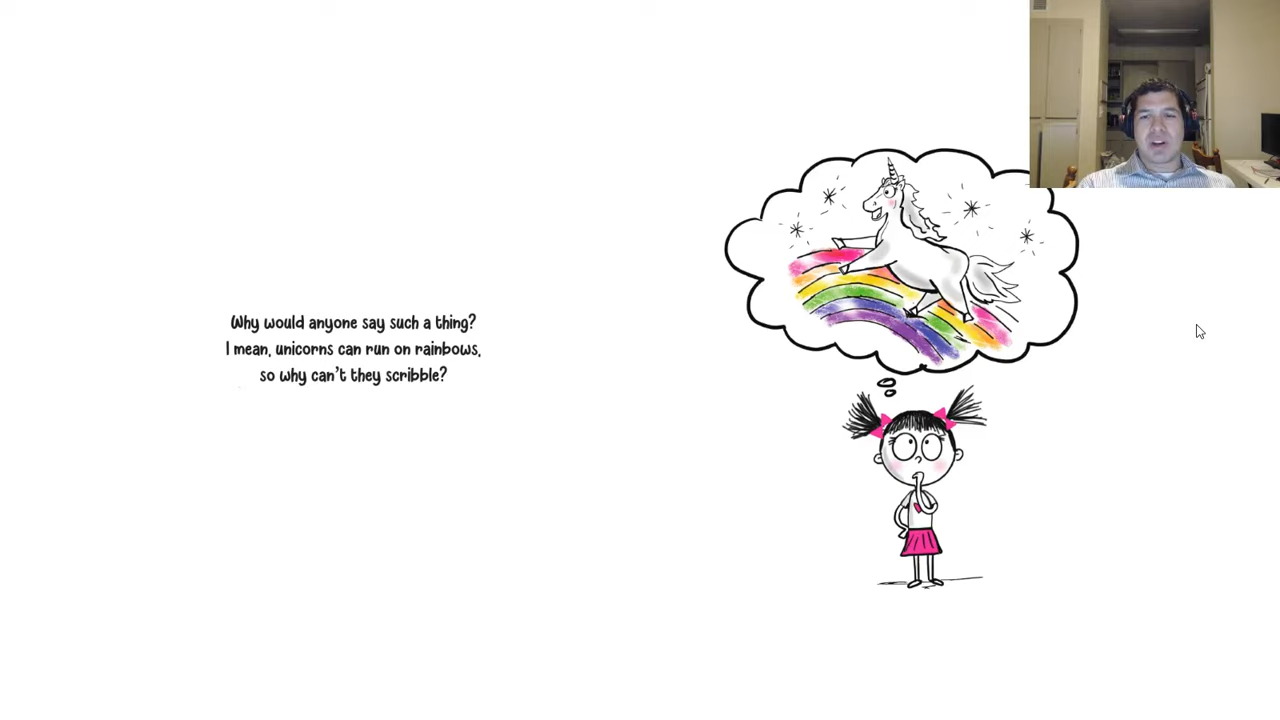 Why would anyone say such a thing?
I mean, unicorns can run on rainbows,
so why can't they scribble?